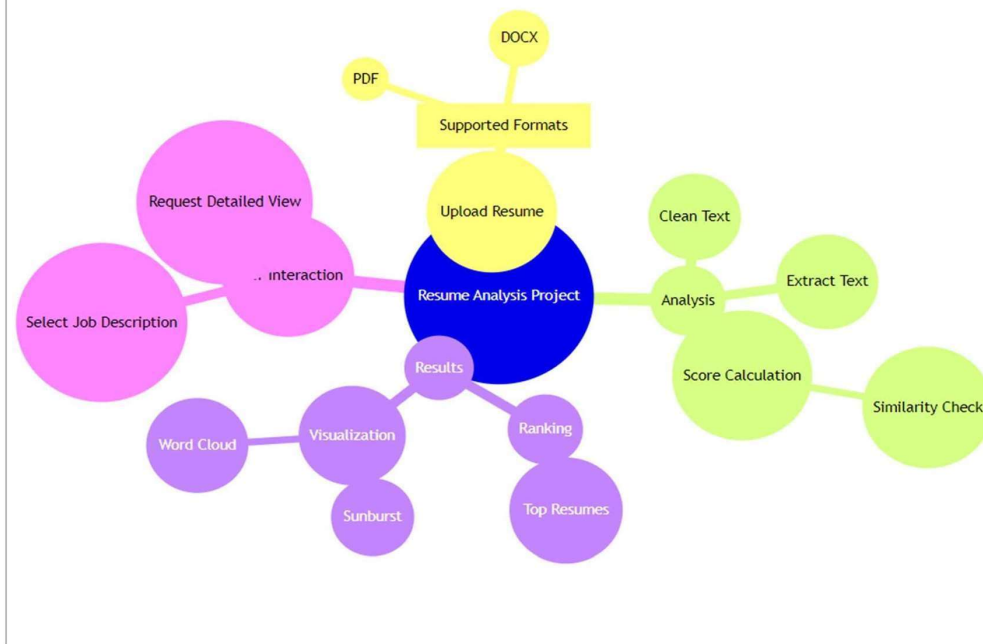 DOCX
PDF
Supported Formats
Upload Resume
Request Detailed View
Interaction
Select Job Description
Resume Analysis Project
Clean Text
Extract Text
Analysis
Score Calculation
Similarity Check
Results
Visualization
Ranking
Word Cloud
Sunburst
Top Resumes